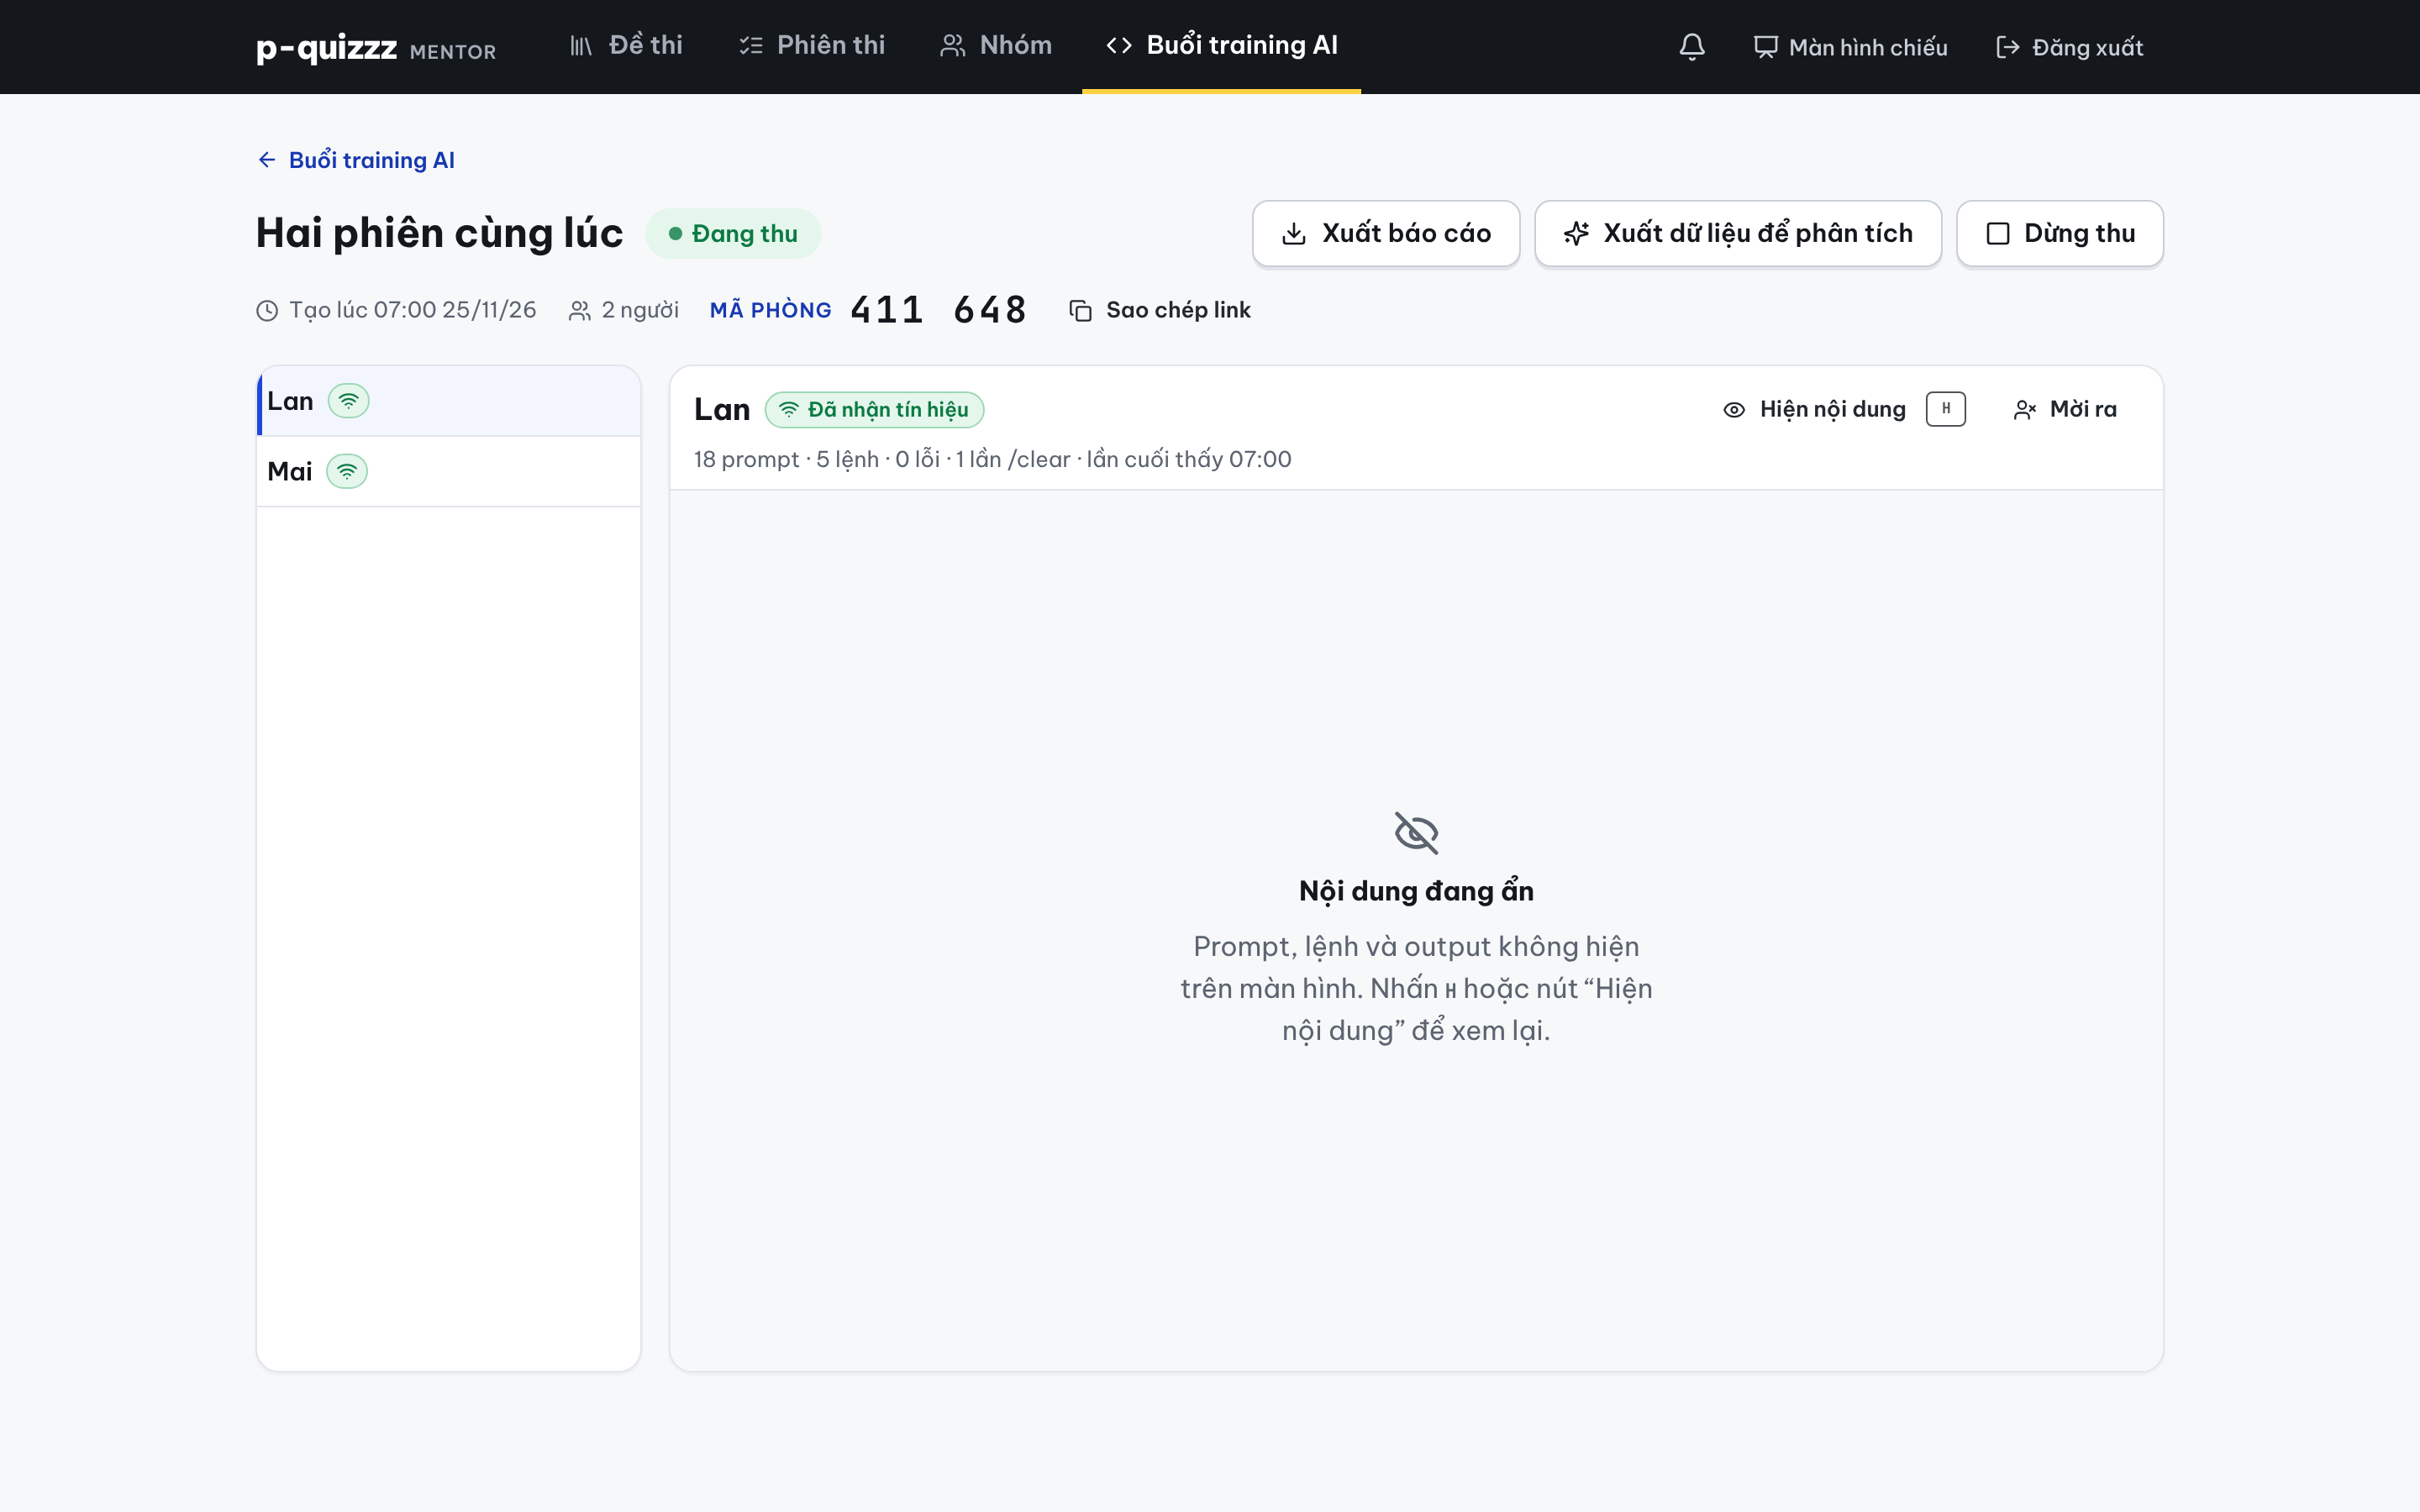 p-quizzz MENTOR
Đề thi
Phiên thi
Nhóm
Buổi training AI
Màn hình chiếu
Đăng xuất
Buổi training AI
Hai phiên cùng lúc
Đang thu
Xuất báo cáo
Xuất dữ liệu để phân tích
Dừng thu
Tạo lúc 07:00 25/11/26
2 người
MÃ PHÒNG 411 648
Sao chép link
Lan
Mai
Lan
Đã nhận tín hiệu
Hiện nội dung H
Mời ra
18 prompt · 5 lệnh · 0 lỗi · 1 lần /clear · lần cuối thấy 07:00
Nội dung đang ẩn
Prompt, lệnh và output không hiện
trên màn hình. Nhấn H hoặc nút “Hiện
nội dung” để xem lại.